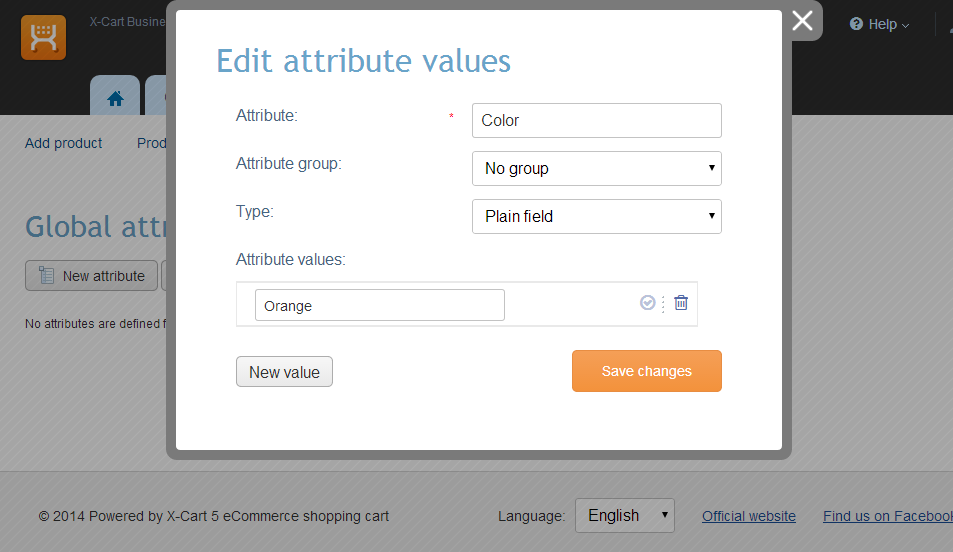 X-Cart Busine
Help
Edit attribute values
Attribute: * Color
Add product Prod
Attribute group: No group
Type: Plain field
Global attr
Attribute values:
New attribute
Orange
No attributes are defined f
New value Save changes
© 2014 Powered by X-Cart 5 eCommerce shopping cart Language: English Official website Find us on Facebook